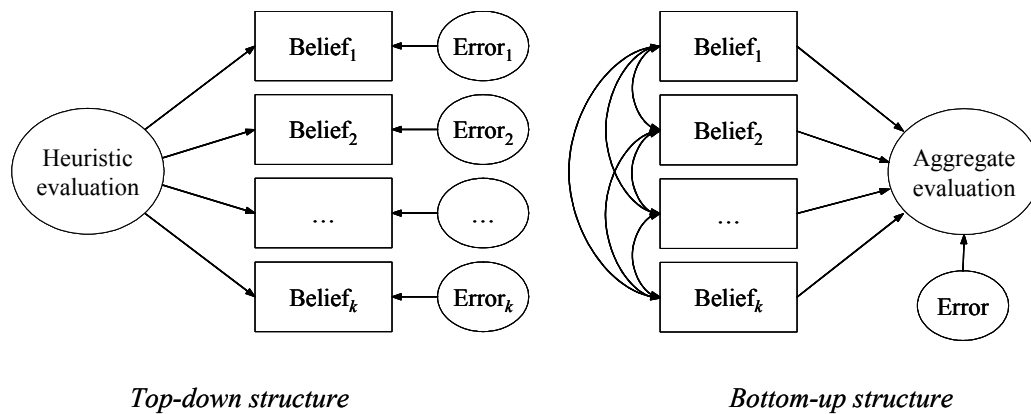 Belief₁
Error₁
Belief₂
Error₂
Heuristic
evaluation
...
...
Beliefₖ
Errorₖ
Top-down structure
Belief₁
Belief₂
Aggregate
evaluation
...
Beliefₖ
Error
Bottom-up structure